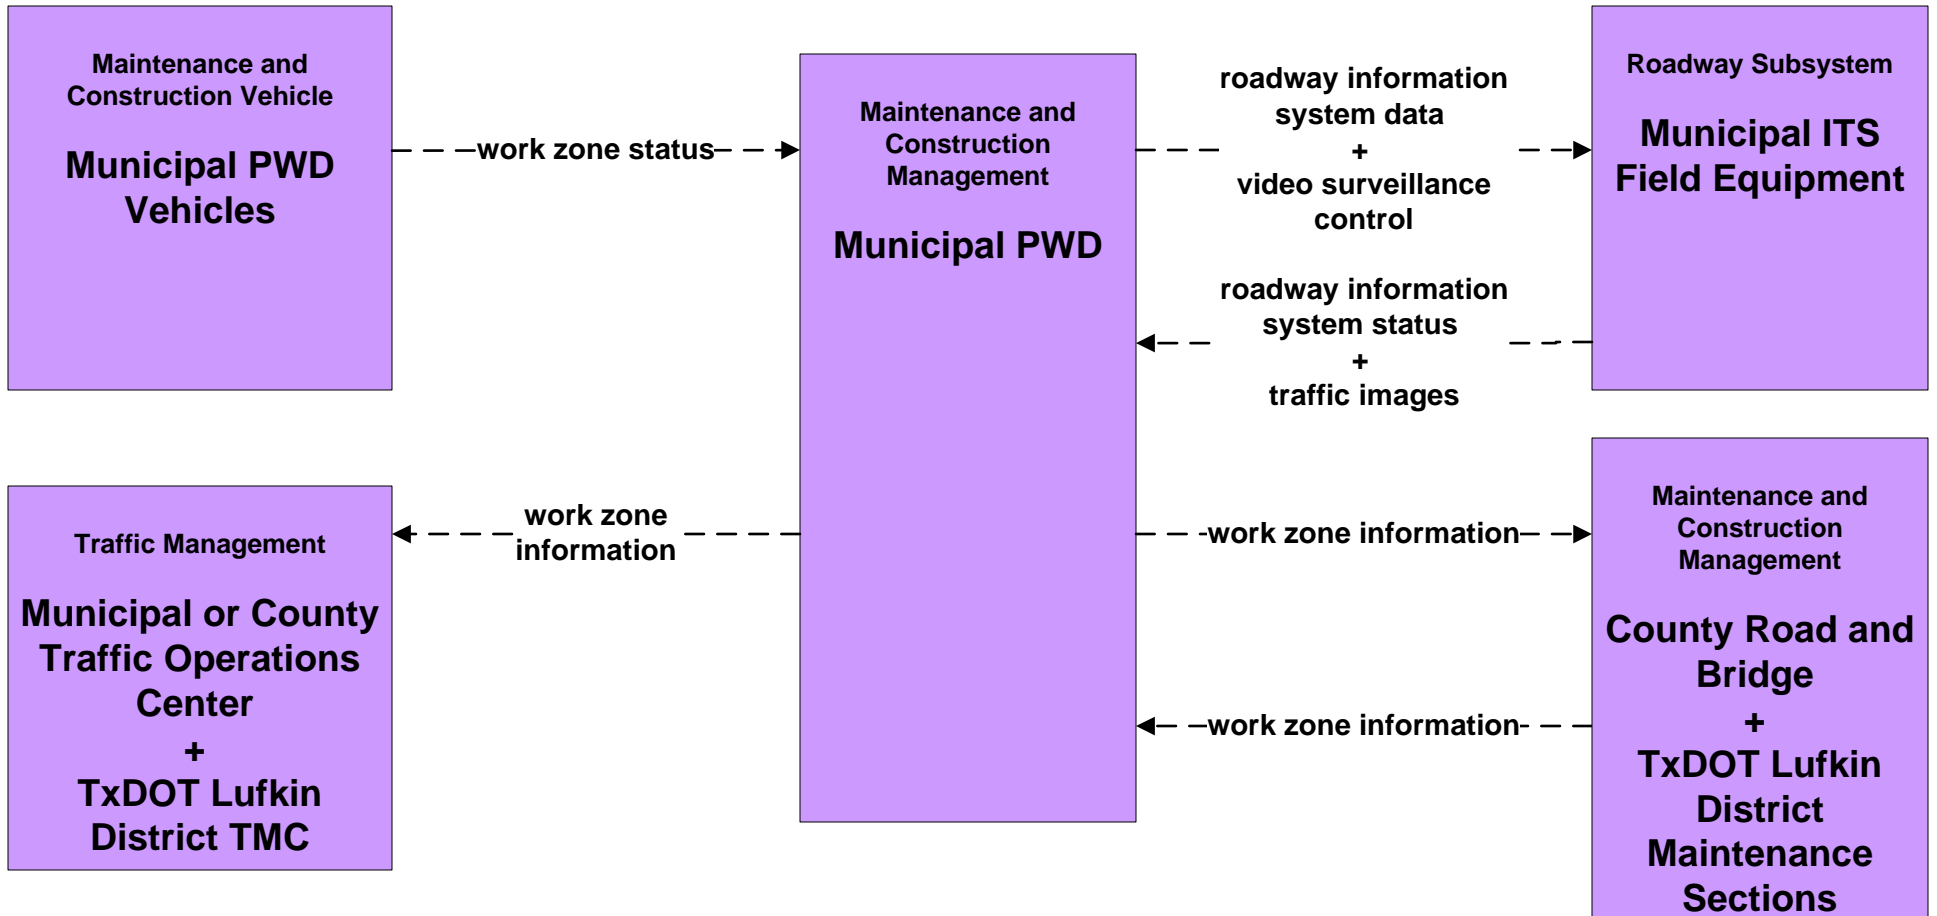 Maintenance and
Construction Vehicle
Municipal PWD
Vehicles
work zone status
Maintenance and
Construction
Management
Municipal PWD
roadway information
system data
+
video surveillance
control
roadway information
system status
+
traffic images
Roadway Subsystem
Municipal ITS
Field Equipment
Traffic Management
Municipal or County
Traffic Operations
Center
+
TxDOT Lufkin
District TMC
work zone
information
work zone information
work zone information
Maintenance and
Construction
Management
County Road and
Bridge
+
TxDOT Lufkin
District
Maintenance
Sections